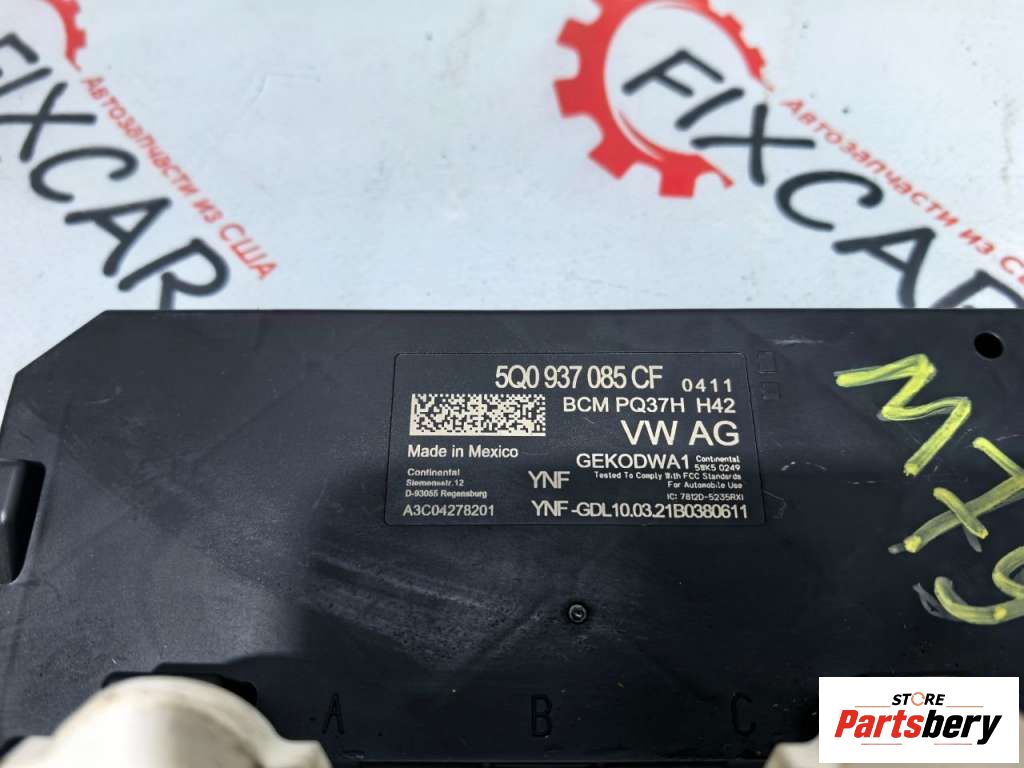 FIXCAR
Автозапчасти из США
FIXCAR
Автозапчасти из США
5Q0 937 085 CF 0411
BCM PQ37H H42
VW AG
Made in Mexico
GEKODWA1
Continental
5WK5 0249
Continental
Siemensstr.12
D-93055 Regensburg
YNF
Tested To Comply With FCC Standards
For Automobile Use
IC: 7812D-5235RXI
A3C04278201
YNF-GDL10.03.21B0380611
M79
A B C
STORE
Partsbery